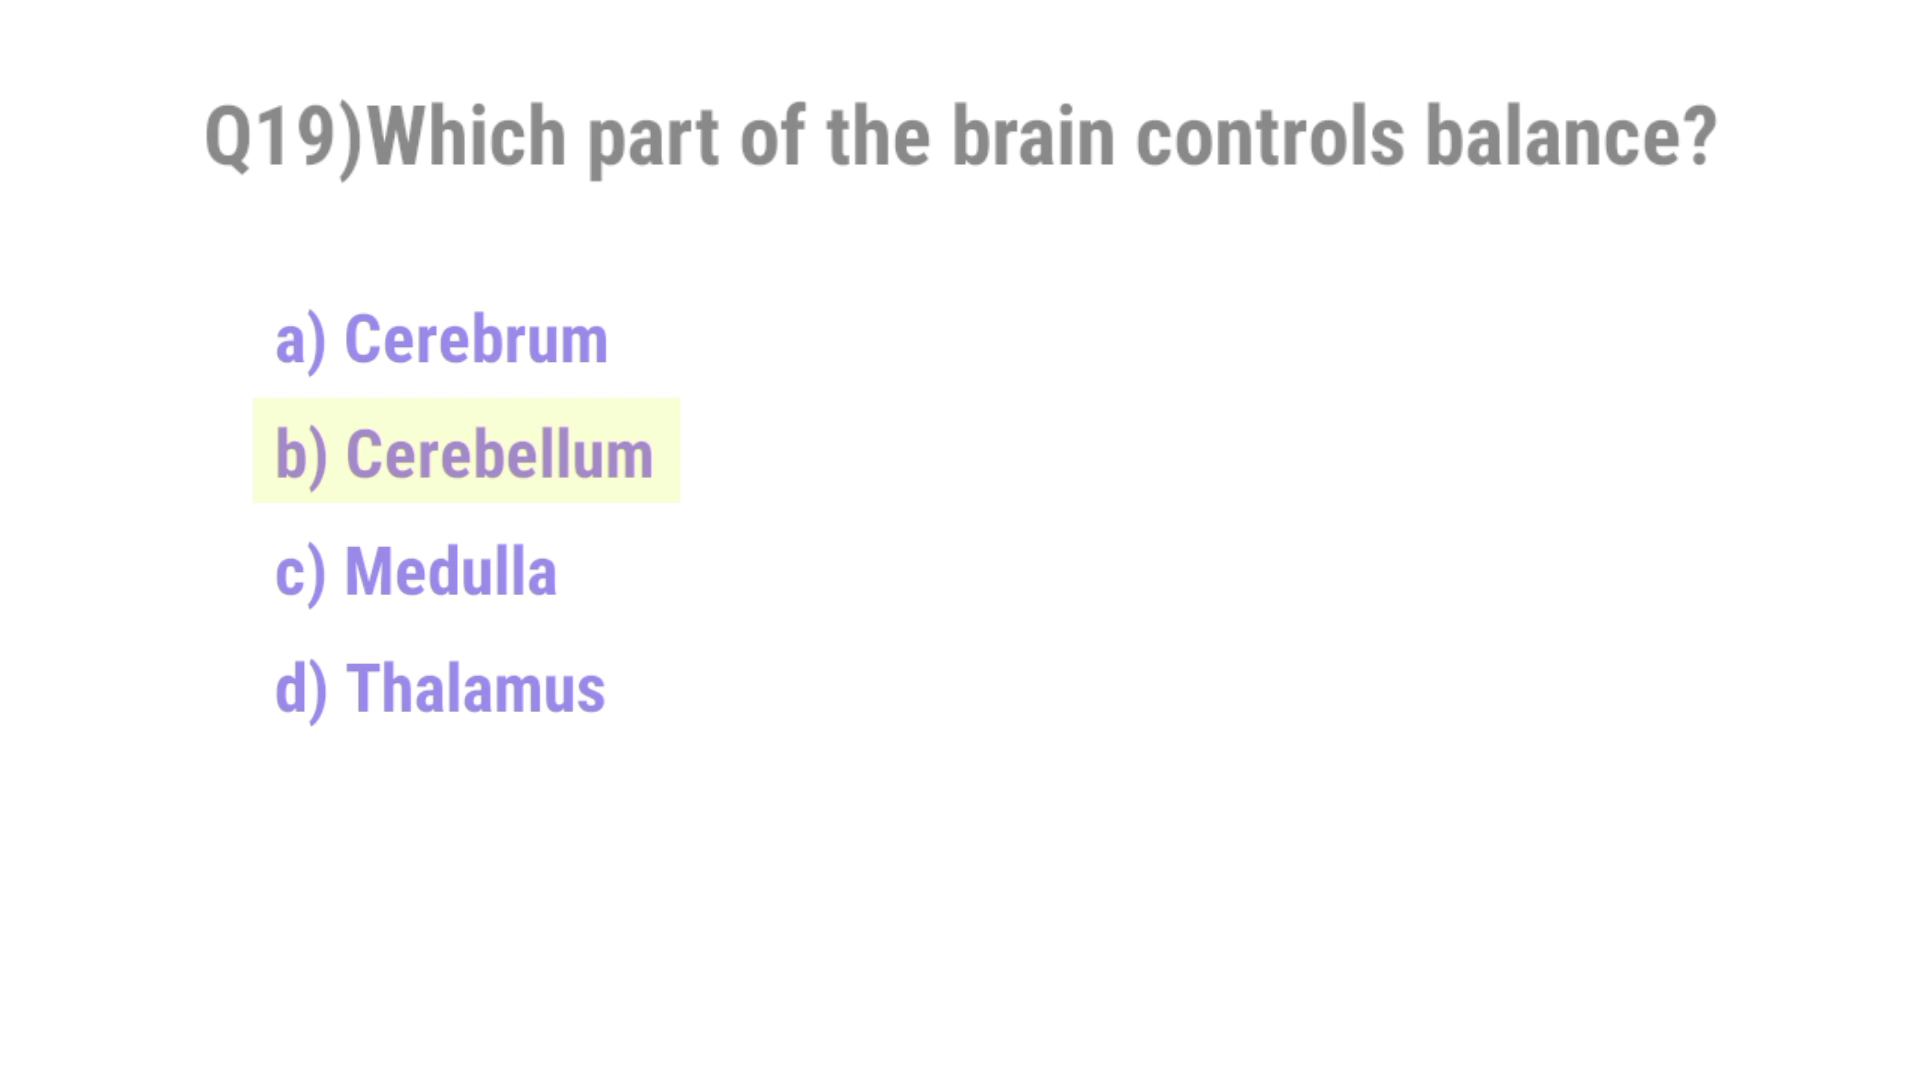 Q19)Which part of the brain controls balance?
a) Cerebrum
b) Cerebellum
c) Medulla
d) Thalamus